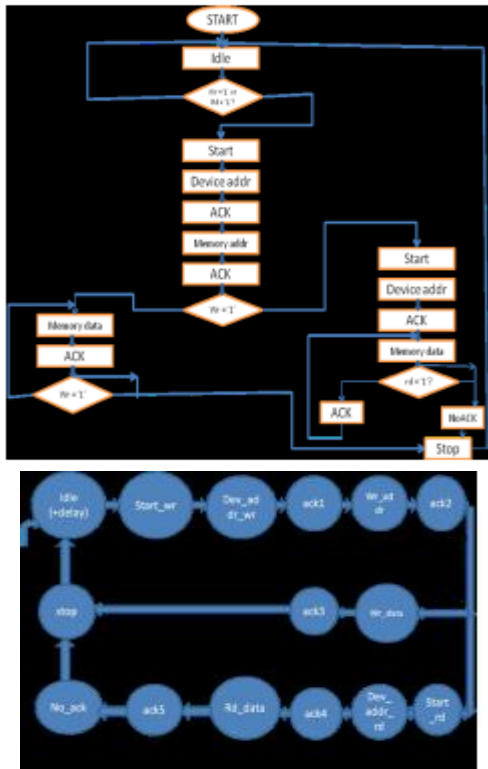 START
Idle
Wr = '1' or
Rd = '1'?
Start
Device addr
ACK
Memory addr
ACK
Wr = '1'
Memory data
ACK
Wr = '1'
Start
Device addr
ACK
Memory data
rd = '1'?
ACK
NoACK
Stop
Idle
(+delay)
Start_wr
Dev_ad
dr_wr
ack1
Wr_ad
dr
ack2
stop
ack3
Wr_data
No_ack
ack5
Rd_data
ack4
Dev_
addr_
rd
Start
_rd